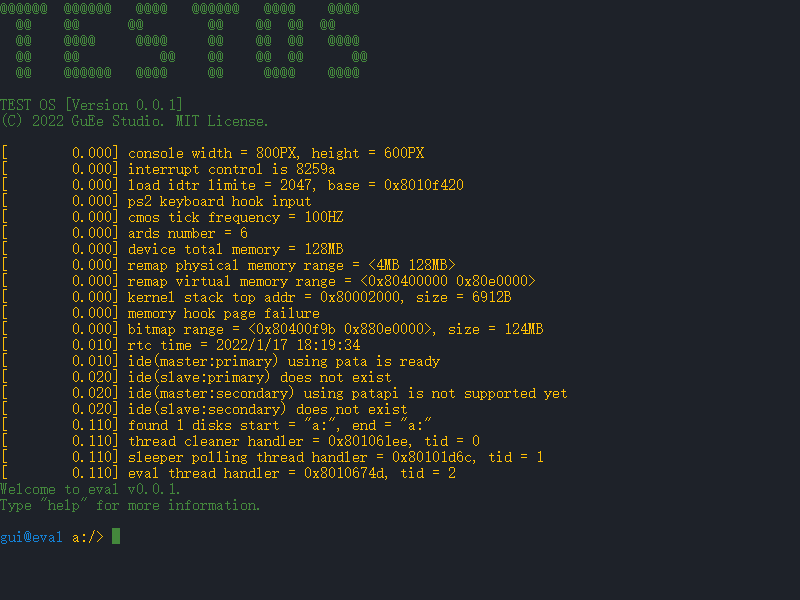 TESTOS
TEST OS [Version 0.0.1]
(C) 2022 GuEe Studio. MIT License.
[        0.000] console width = 800PX, height = 600PX
[        0.000] interrupt control is 8259a
[        0.000] load idtr limite = 2047, base = 0x8010f420
[        0.000] ps2 keyboard hook input
[        0.000] cmos tick frequency = 100HZ
[        0.000] ards number = 6
[        0.000] device total memory = 128MB
[        0.000] remap physical memory range = <4MB 128MB>
[        0.000] remap virtual memory range = <0x80400000 0x80e0000>
[        0.000] kernel stack top addr = 0x80002000, size = 6912B
[        0.000] memory hook page failure
[        0.000] bitmap range = <0x80400f9b 0x880e0000>, size = 124MB
[        0.010] rtc time = 2022/1/17 18:19:34
[        0.010] ide(master:primary) using pata is ready
[        0.020] ide(slave:primary) does not exist
[        0.020] ide(master:secondary) using patapi is not supported yet
[        0.020] ide(slave:secondary) does not exist
[        0.110] found 1 disks start = "a:", end = "a:"
[        0.110] thread cleaner handler = 0x801061ee, tid = 0
[        0.110] sleeper polling thread handler = 0x80101d6c, tid = 1
[        0.110] eval thread handler = 0x8010674d, tid = 2
Welcome to eval v0.0.1.
Type "help" for more information.
gui@eval a:/>